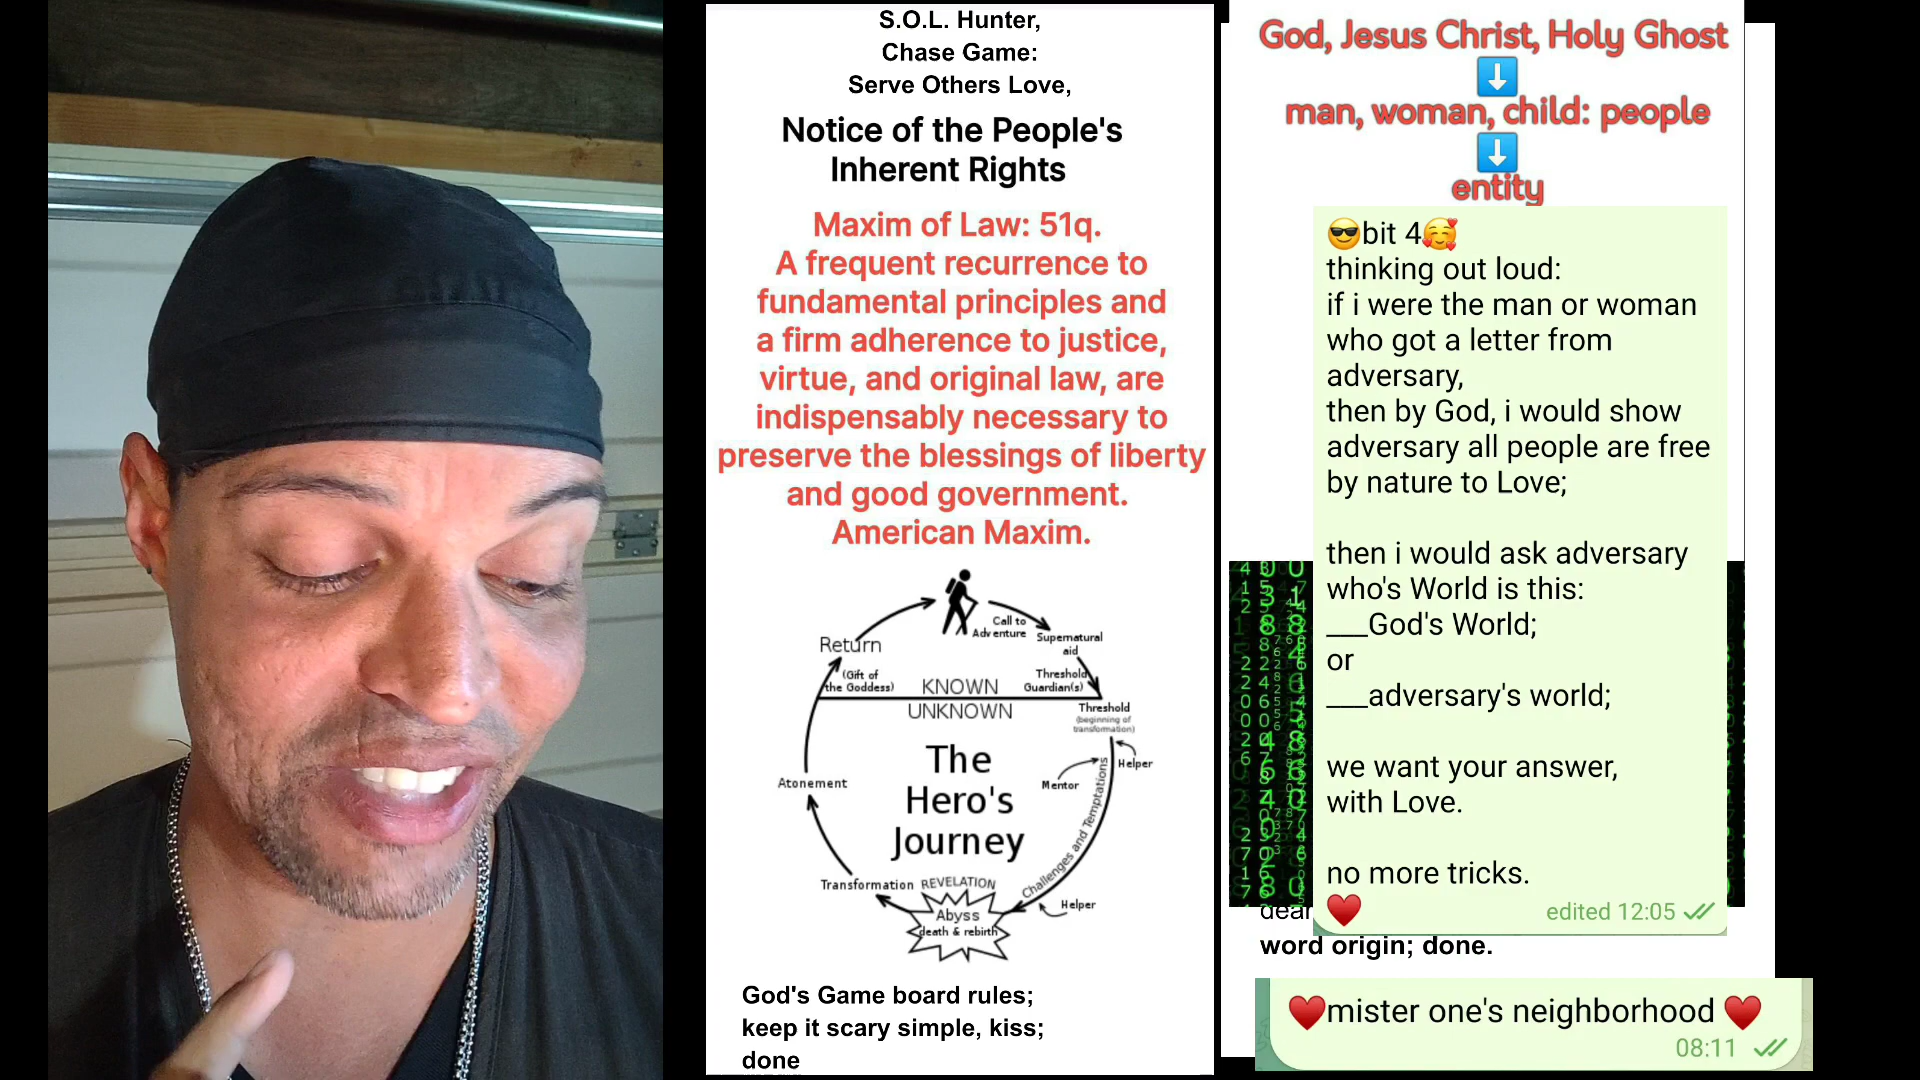 S.O.L. Hunter,
Chase Game:
Serve Others Love,
Notice of the People's
Inherent Rights
Maxim of Law: 51q.
A frequent recurrence to
fundamental principles and
a firm adherence to justice,
virtue, and original law, are
indispensably necessary to
preserve the blessings of liberty
and good government.
American Maxim.
Call to
Adventure
Supernatural
aid
Return
(Gift of
the Goddess)
KNOWN
Threshold
Guardian(s)
UNKNOWN
Threshold
(beginning of
transformation)
The
Hero's
Journey
Helper
Mentor
Challenges and Temptations
Atonement
Transformation
REVELATION
Abyss
death & rebirth
Helper
God's Game board rules;
keep it scary simple, kiss;
done
God, Jesus Christ, Holy Ghost
man, woman, child: people
entity
😎bit 4🥰
thinking out loud:
if i were the man or woman
who got a letter from
adversary,
then by God, i would show
adversary all people are free
by nature to Love;
then i would ask adversary
who's World is this:
___God's World;
or
___adversary's world;
we want your answer,
with Love.
no more tricks.
♥️
edited 12:05
dear
word origin; done.
♥️mister one's neighborhood ♥️
08:11